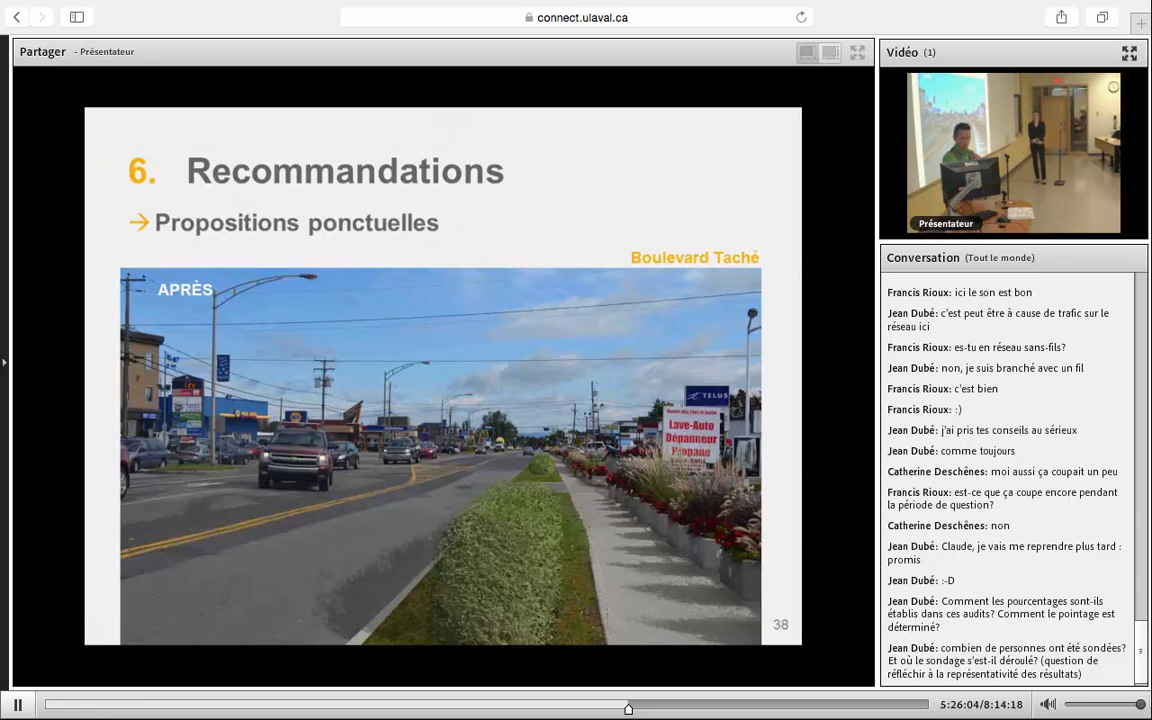 connect.ulaval.ca
Partager - Présentateur
6. Recommandations
→ Propositions ponctuelles
Boulevard Taché
APRÈS
TELUS
Lave-Auto
Dépanneur
Propane
NAPA
38
Vidéo (1)
DELL
Présentateur
Conversation (Tout le monde)
Francis Rioux: ici le son est bon
Jean Dubé: c'est peut être à cause de trafic sur le
réseau ici
Francis Rioux: es-tu en réseau sans-fils?
Jean Dubé: non, je suis branché avec un fil
Francis Rioux: c'est bien
Francis Rioux: :)
Jean Dubé: j'ai pris tes conseils au sérieux
Jean Dubé: comme toujours
Catherine Deschênes: moi aussi ça coupait un peu
Francis Rioux: est-ce que ça coupe encore pendant
la période de question?
Catherine Deschênes: non
Jean Dubé: Claude, je vais me reprendre plus tard :
promis
Jean Dubé: :-D
Jean Dubé: Comment les pourcentages sont-ils
établis dans ces audits? Comment le pointage est
déterminé?
Jean Dubé: combien de personnes ont été sondées?
Et où le sondage s'est-il déroulé? (question de
réfléchir à la représentativité des résultats)
5:26:04/8:14:18